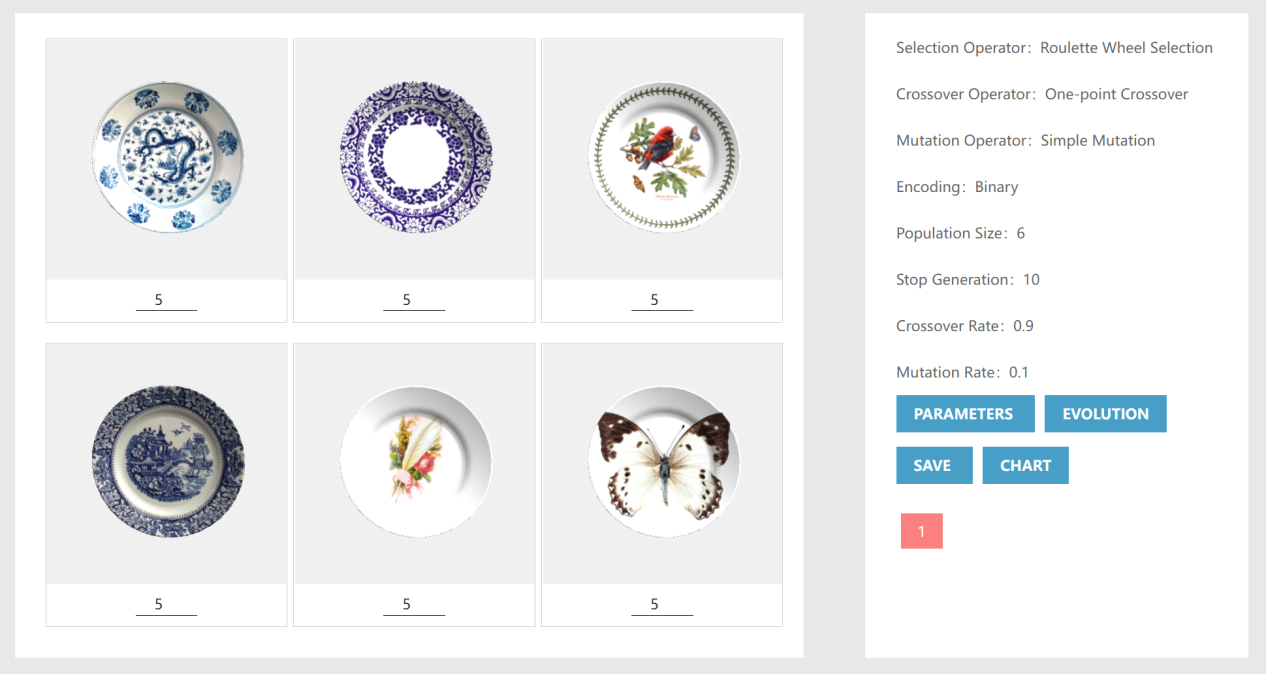 5
5
5
5
5
5
Selection Operator：Roulette Wheel Selection
Crossover Operator：One-point Crossover
Mutation Operator：Simple Mutation
Encoding：Binary
Population Size：6
Stop Generation：10
Crossover Rate：0.9
Mutation Rate：0.1
PARAMETERS
EVOLUTION
SAVE
CHART
1